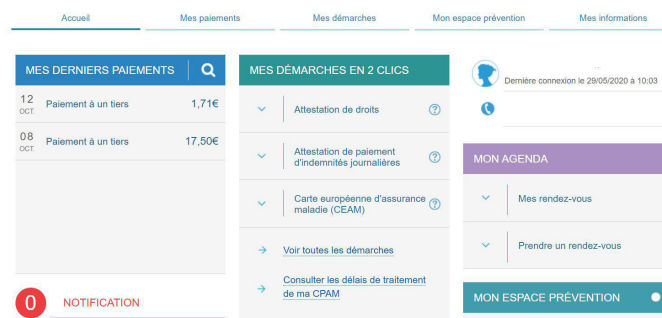 Accueil
Mes paiements
Mes démarches
Mon espace prévention
Mes informations
MES DERNIERS PAIEMENTS
12
OCT.
Paiement à un tiers
1,71€
08
OCT.
Paiement à un tiers
17,50€
0
NOTIFICATION
MES DÉMARCHES EN 2 CLICS
Attestation de droits
?
Attestation de paiement
d'indemnités journalières
?
Carte européenne d'assurance
maladie (CEAM)
?
Voir toutes les démarches
Consulter les délais de traitement
de ma CPAM
Dernière connexion le 29/05/2020 à 10:03
MON AGENDA
Mes rendez-vous
Prendre un rendez-vous
MON ESPACE PRÉVENTION